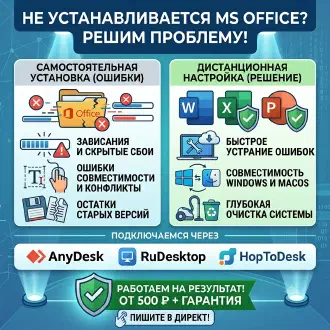 НЕ УСТАНАВЛИВАЕТСЯ MS OFFICE?
РЕШИМ ПРОБЛЕМУ!
САМОСТОЯТЕЛЬНАЯ
УСТАНОВКА (ОШИБКИ)
Office
ЗАВИСАНИЯ
И СКРЫТЫЕ СБОИ
ОШИБКИ
СОВМЕСТИМОСТИ
И КОНФЛИКТЫ
ОСТАТКИ
СТАРЫХ ВЕРСИЙ
ДИСТАНЦИОННАЯ
НАСТРОЙКА (РЕШЕНИЕ)
W
X
P
БЫСТРОЕ
УСТРАНИЕ ОШИБОК
СОВМЕСТИМОСТЬ
WINDOWS И MACOS
ГЛУБОКАЯ
ОЧИСТКА СИСТЕМЫ
ПОДКЛЮЧАЕМСЯ ЧЕРЕЗ
AnyDesk
RuDesktop
HopToDesk
РАБОТАЕМ НА РЕЗУЛЬТАТ!
ОТ 500 ₽ + ГАРАНТИЯ
ПИШИТЕ В ДИРЕКТ!